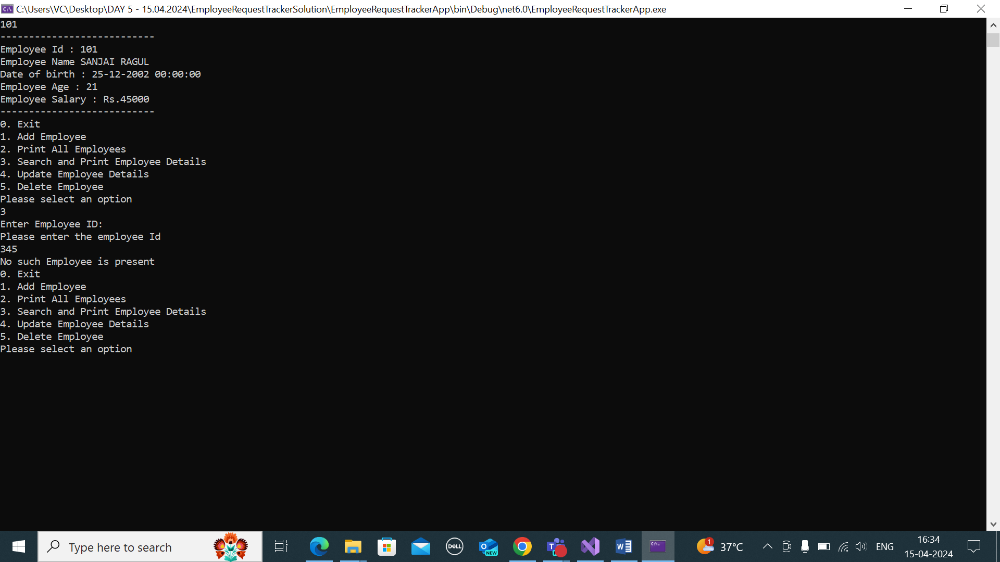 C:\Users\VC\Desktop\DAY 5 - 15.04.2024\EmployeeRequestTrackerSolution\EmployeeRequestTrackerApp\bin\Debug\net6.0\EmployeeRequestTrackerApp.exe
101
---------------------------
Employee Id : 101
Employee Name SANJAI RAGUL
Date of birth : 25-12-2002 00:00:00
Employee Age : 21
Employee Salary : Rs.45000
---------------------------
0. Exit
1. Add Employee
2. Print All Employees
3. Search and Print Employee Details
4. Update Employee Details
5. Delete Employee
Please select an option
3
Enter Employee ID:
Please enter the employee Id
345
No such Employee is present
0. Exit
1. Add Employee
2. Print All Employees
3. Search and Print Employee Details
4. Update Employee Details
5. Delete Employee
Please select an option
Type here to search
DELL
NEW
1
37°C
ENG
16:34
15-04-2024